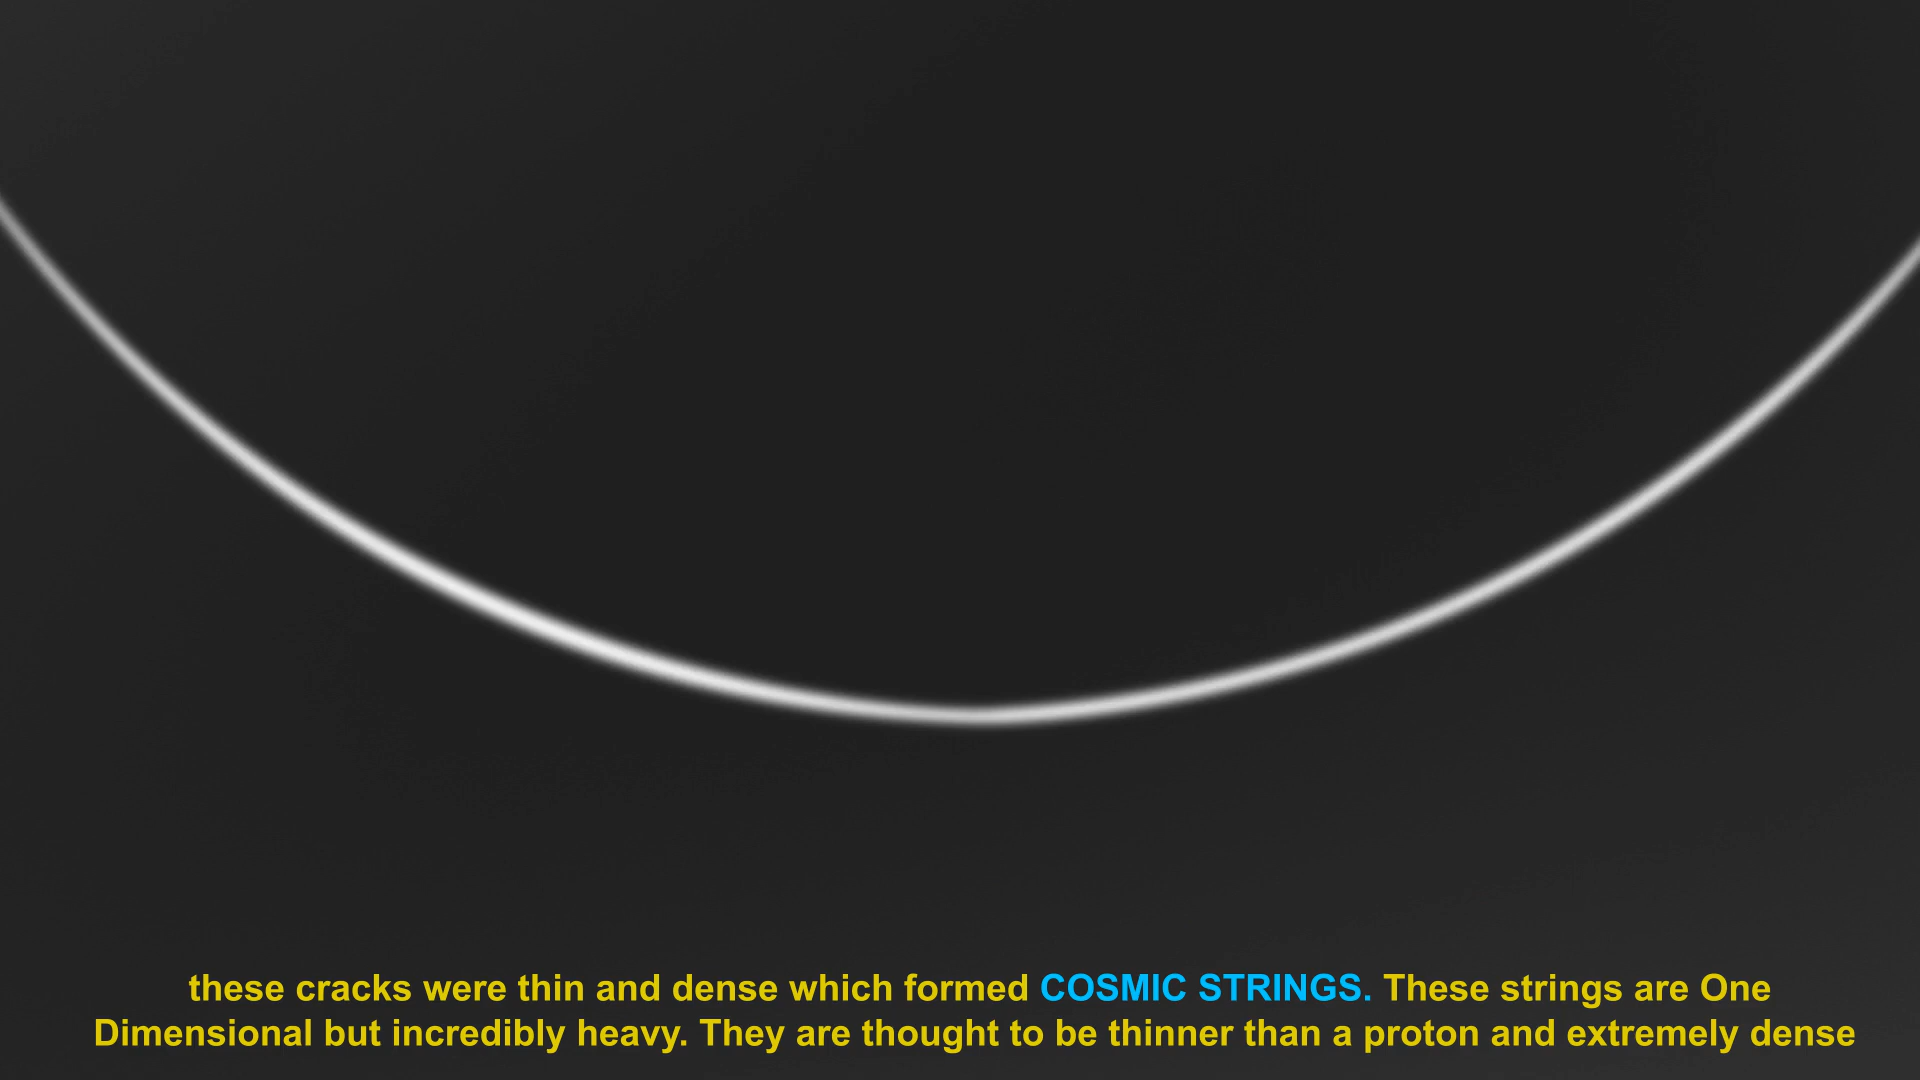 these cracks were thin and dense which formed COSMIC STRINGS. These strings are One
Dimensional but incredibly heavy. They are thought to be thinner than a proton and extremely dense